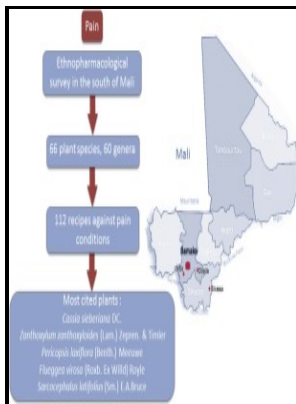 Pain
Ethnopharmacological
survey in the south of Mali
66 plant species, 60 genera
112 recipes against pain
conditions
Most cited plants :
Cassia sieberiana DC.
Zanthoxylum zanthoxyloides (Lam.) Zepern. & Timler
Pericopsis laxiflora (Benth.) Meeuwe
Flueggea virosa (Roxb. Ex Willd) Royle
Sarcocephalus latifolius (Sm.) E.A.Bruce
Mali
Bamako